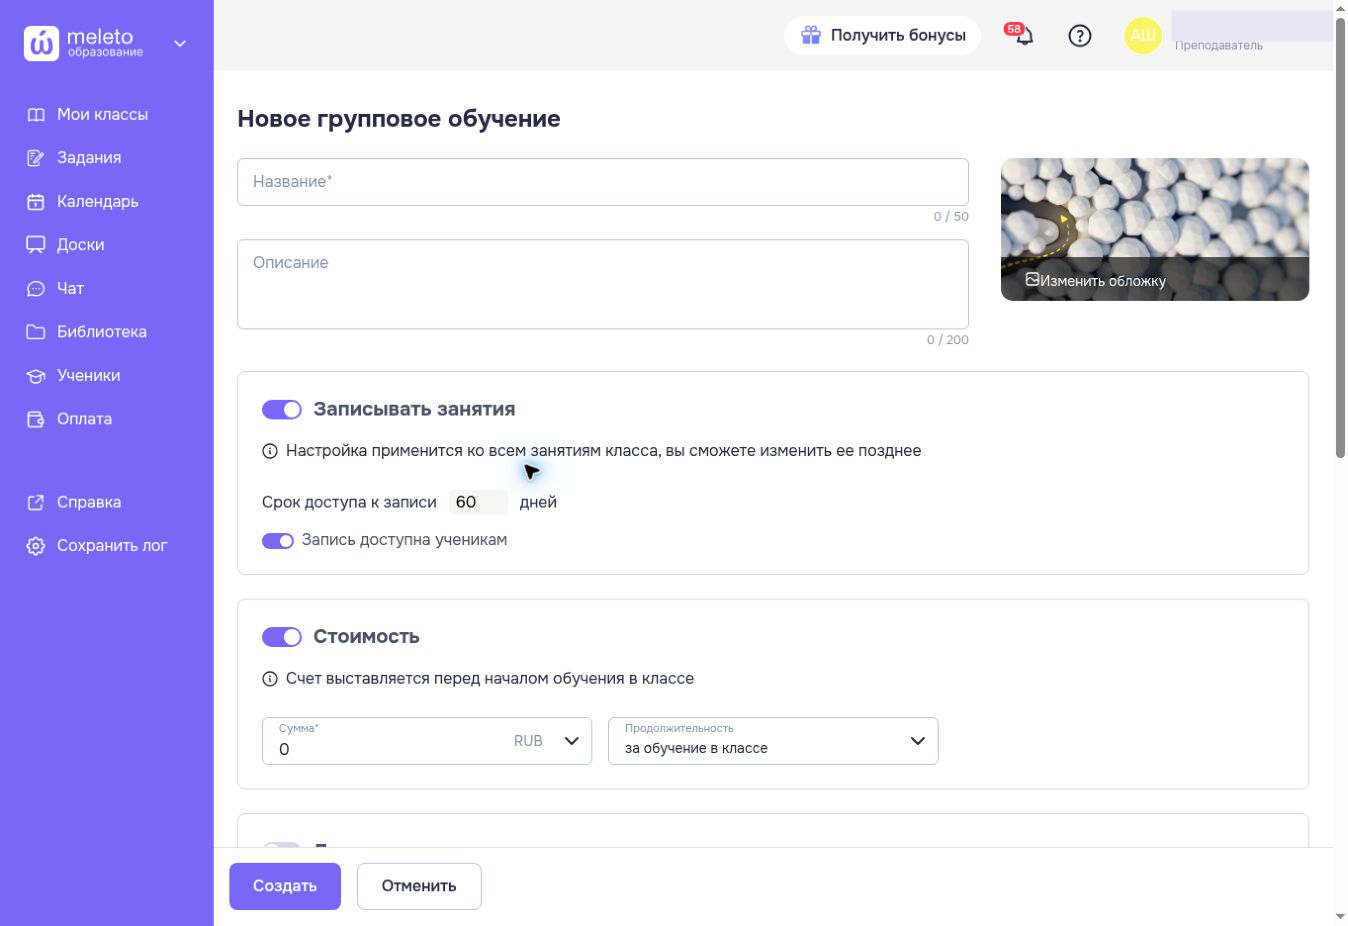 meleto
образование
Получить бонусы
58
АШ
Преподаватель
Мои классы
Задания
Календарь
Доски
Чат
Библиотека
Ученики
Оплата
Справка
Сохранить лог
Новое групповое обучение
Название*
0 / 50
Описание
0 / 200
Изменить обложку
Записывать занятия
Настройка применится ко всем занятиям класса, вы сможете изменить ее позднее
Срок доступа к записи 60 дней
Запись доступна ученикам
Стоимость
Счет выставляется перед началом обучения в классе
Сумма*
0 RUB
Продолжительность
за обучение в классе
Создать
Отменить